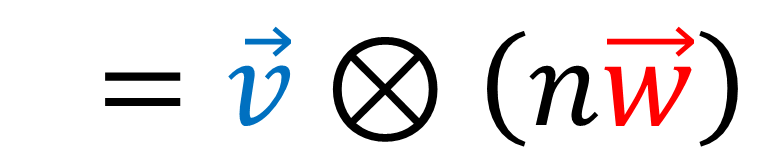 = v⃗ ⊗ (nw⃗)